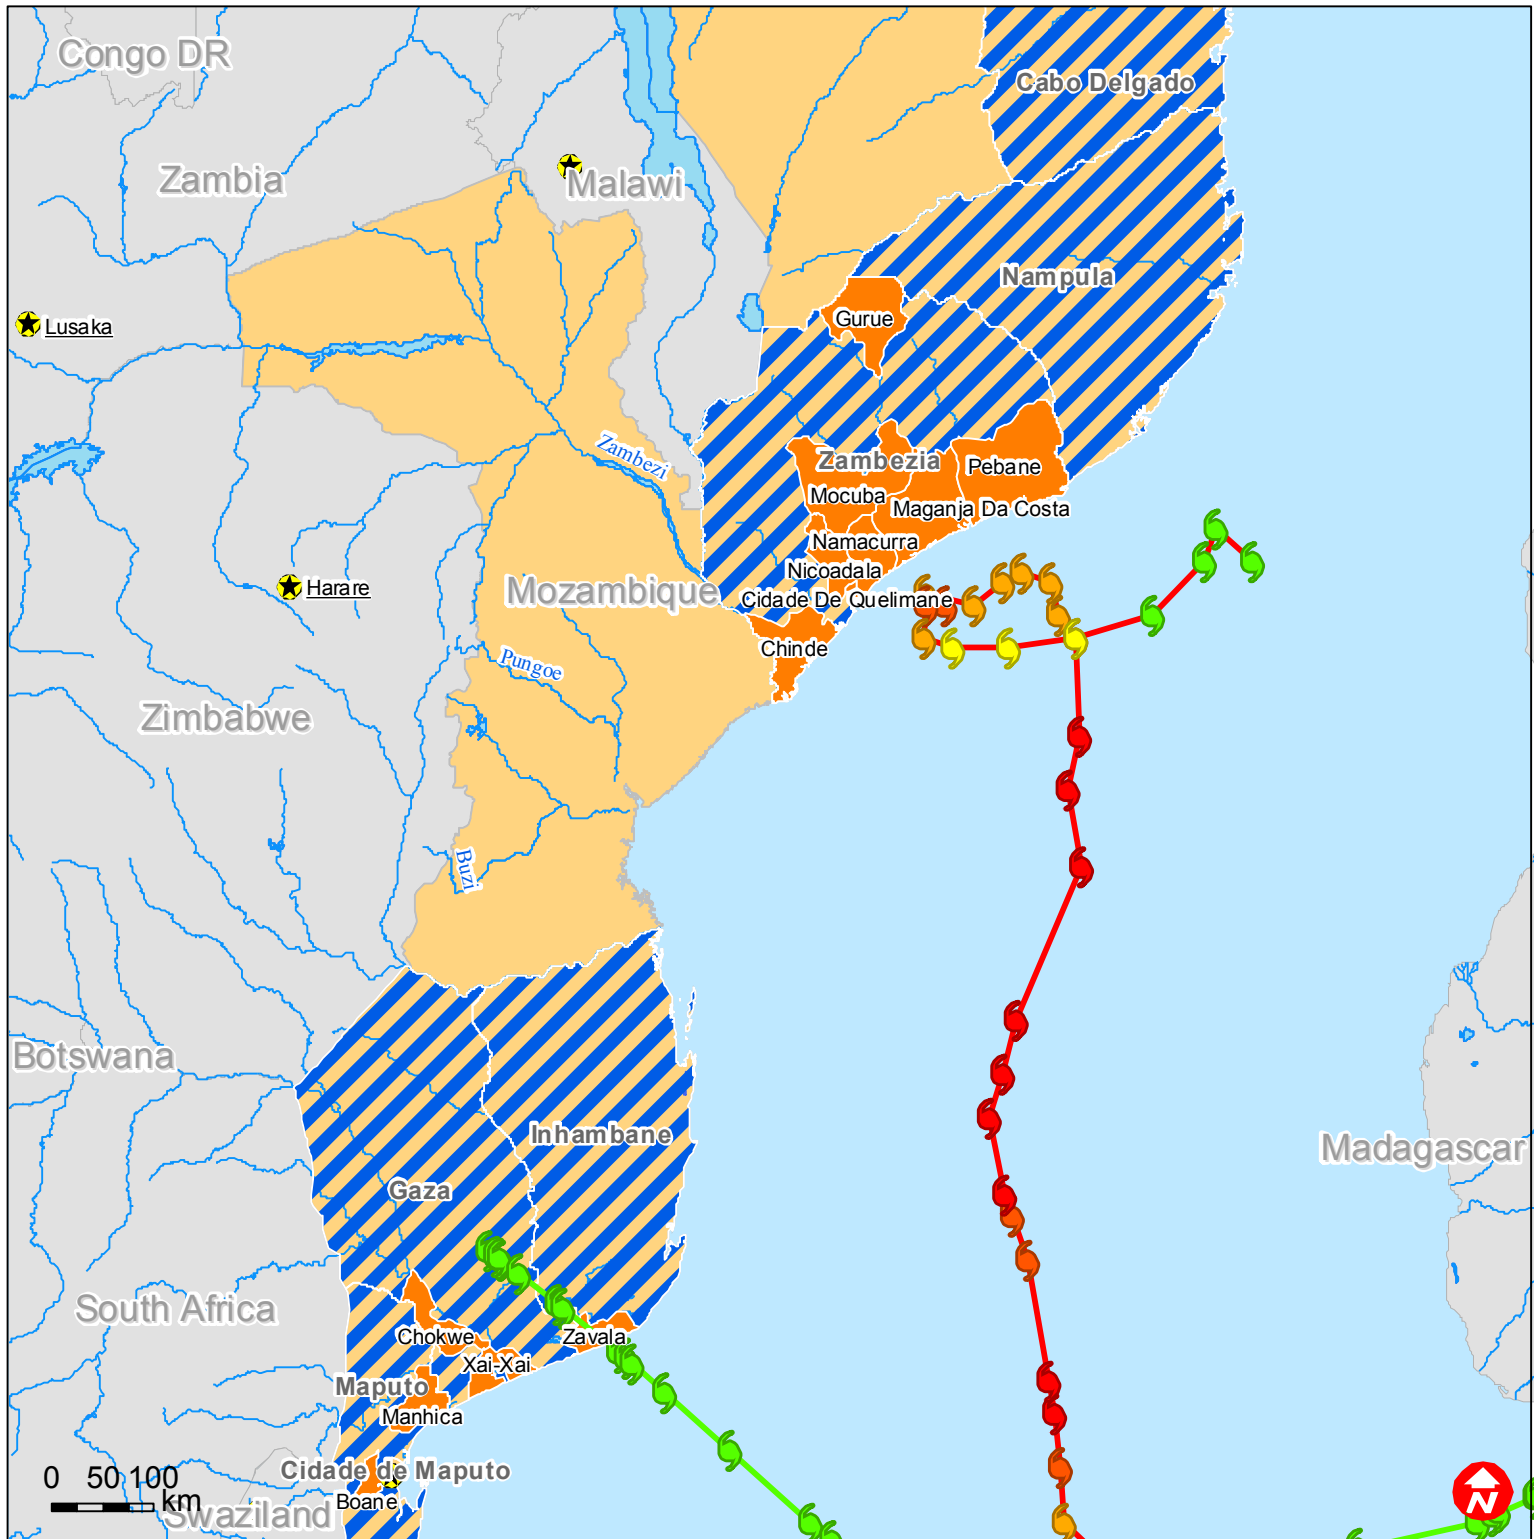 Congo DR
Cabo Delgado
Zambia
Malawi
Nampula
Gurue
Lusaka
Zambezi
Zambezia
Pebane
Mocuba
Maganja Da Costa
Namacurra
Nicoadala
Harare
Mozambique
Cidade De Quelimane
Chinde
Pungoe
Zimbabwe
Buzi
Botswana
Inhambane
Madagascar
Gaza
South Africa
Chokwe
Zavala
Xai-Xai
Maputo
Manhica
Cidade de Maputo
0 50 100
km
Boane
Swaziland
N